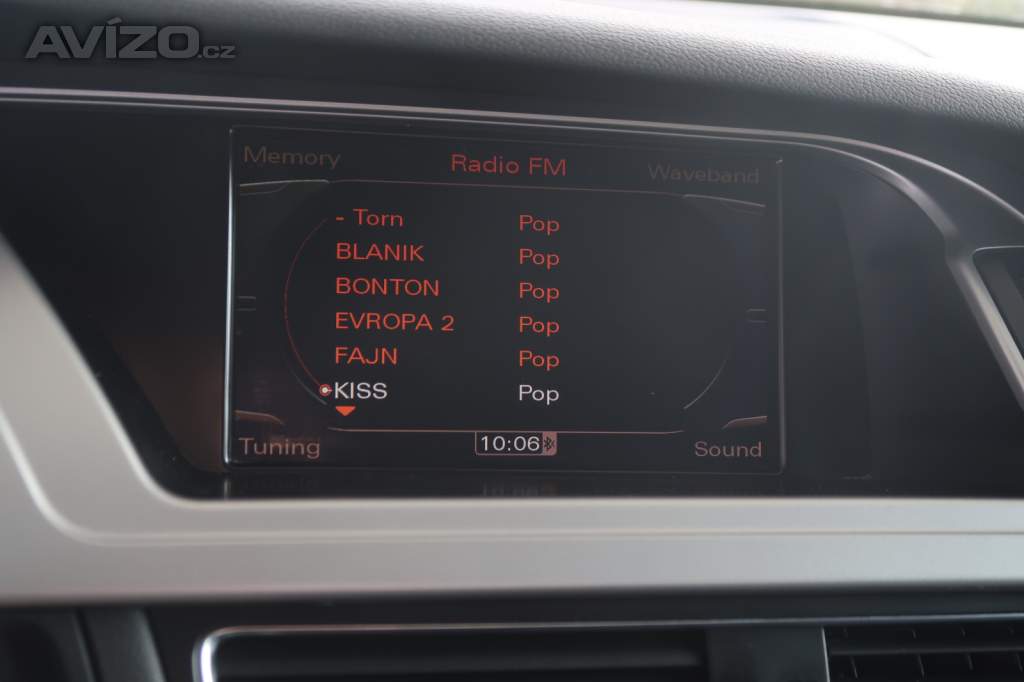 AVÍZO.cz
Memory Radio FM Waveband
- Torn Pop
BLANIK Pop
BONTON Pop
EVROPA 2 Pop
FAJN Pop
KISS Pop
10:06
Tuning Sound